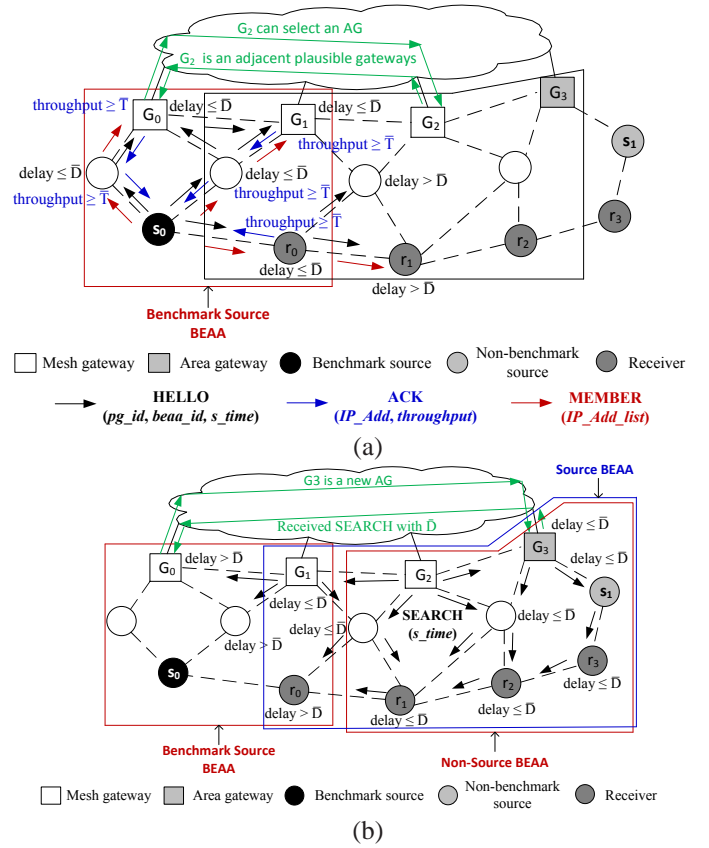 G2 can select an AG
G2 is an adjacent plausible gateways
throughput ≥ T̄
G0
delay ≤ D̄
G1
delay ≤ D̄
G2
G3
throughput ≥ T̄
s1
delay ≤ D̄
delay ≤ D̄
delay > D̄
throughput ≥ T̄
throughput ≥ T̄
throughput ≥ T̄
s0
r0
r1
r2
r3
delay ≤ D̄
delay > D̄
Benchmark Source
BEAA
Mesh gateway
Area gateway
Benchmark source
Non-benchmark
source
Receiver
HELLO
(pg_id, beaa_id, s_time)
ACK
(IP_Add, throughput)
MEMBER
(IP_Add_list)
(a)
Source BEAA
G3 is a new AG
Received SEARCH with D̄
delay ≤ D̄
G0
delay > D̄
G1
G2
G3
delay ≤ D̄
delay ≤ D̄
s1
SEARCH
(s_time)
delay ≤ D̄
delay ≤ D̄
delay > D̄
s0
r0
r1
r2
r3
delay > D̄
delay ≤ D̄
delay ≤ D̄
delay ≤ D̄
Benchmark Source
BEAA
Non-Source BEAA
Mesh gateway
Area gateway
Benchmark source
Non-benchmark
source
Receiver
(b)